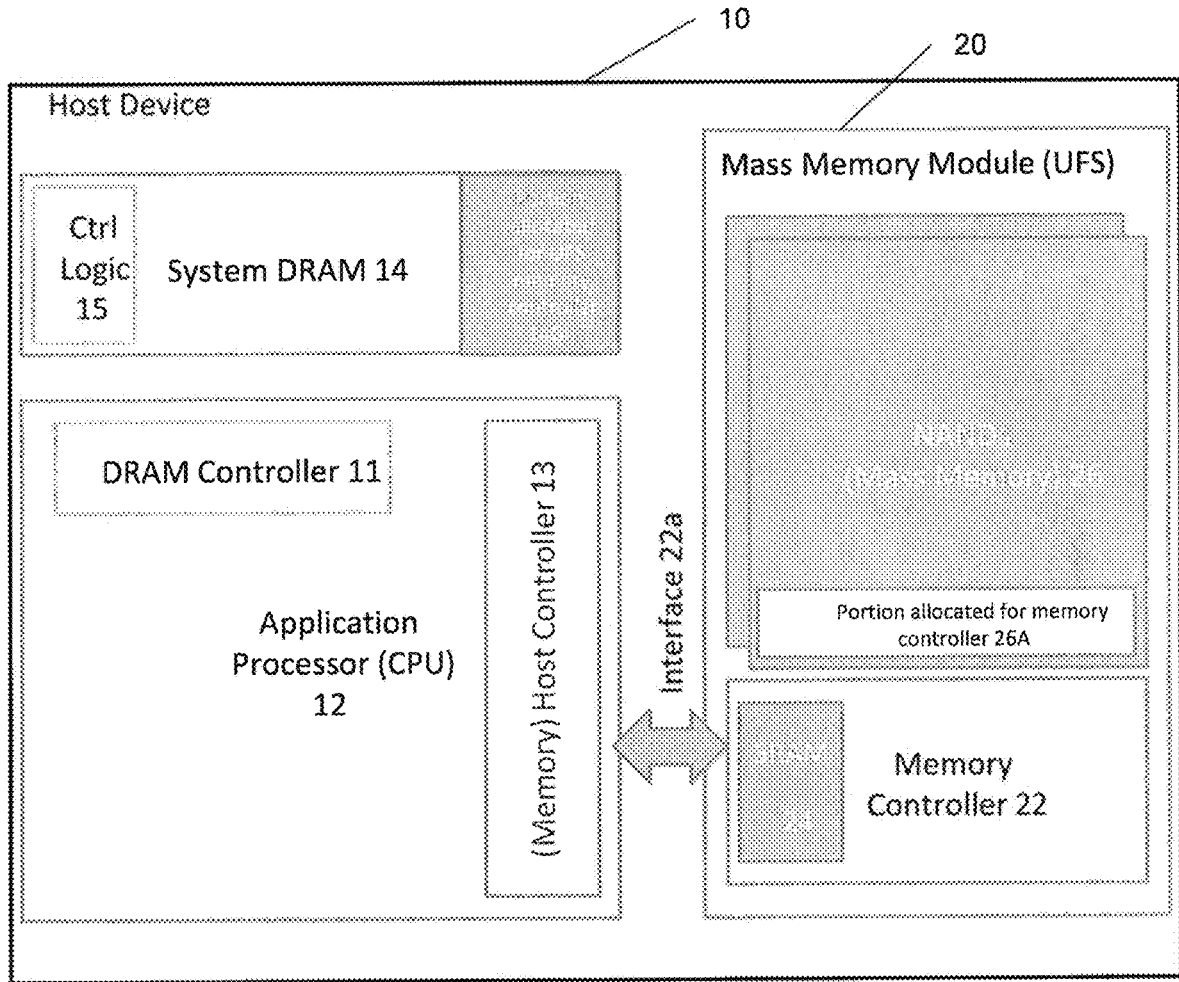 10
20
Host Device
Ctrl
Logic
15
System DRAM 14
DRAM Controller 11
Application
Processor (CPU)
12
(Memory) Host Controller 13
Interface 22a
Mass Memory Module (UFS)
Portion allocated for memory
controller 26A
Memory
Controller 22